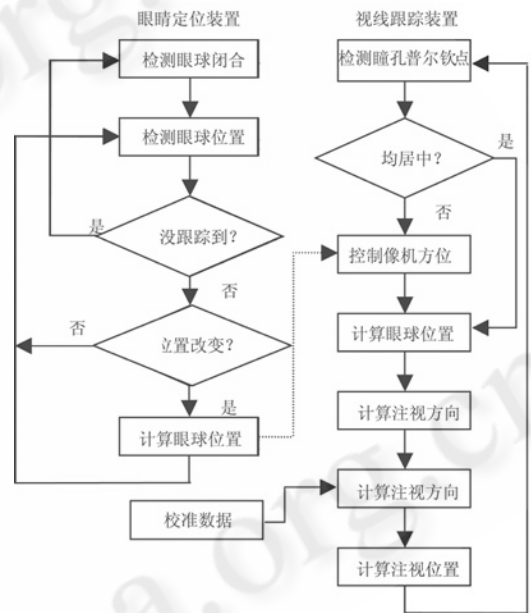 眼睛定位装置
检测眼球闭合
检测眼球位置
是
没跟踪到?
否
否
立置改变?
是
计算眼球位置
校准数据
视线跟踪装置
检测瞳孔普尔钦点
是
均居中?
否
控制像机方位
计算眼球位置
计算注视方向
计算注视方向
计算注视位置